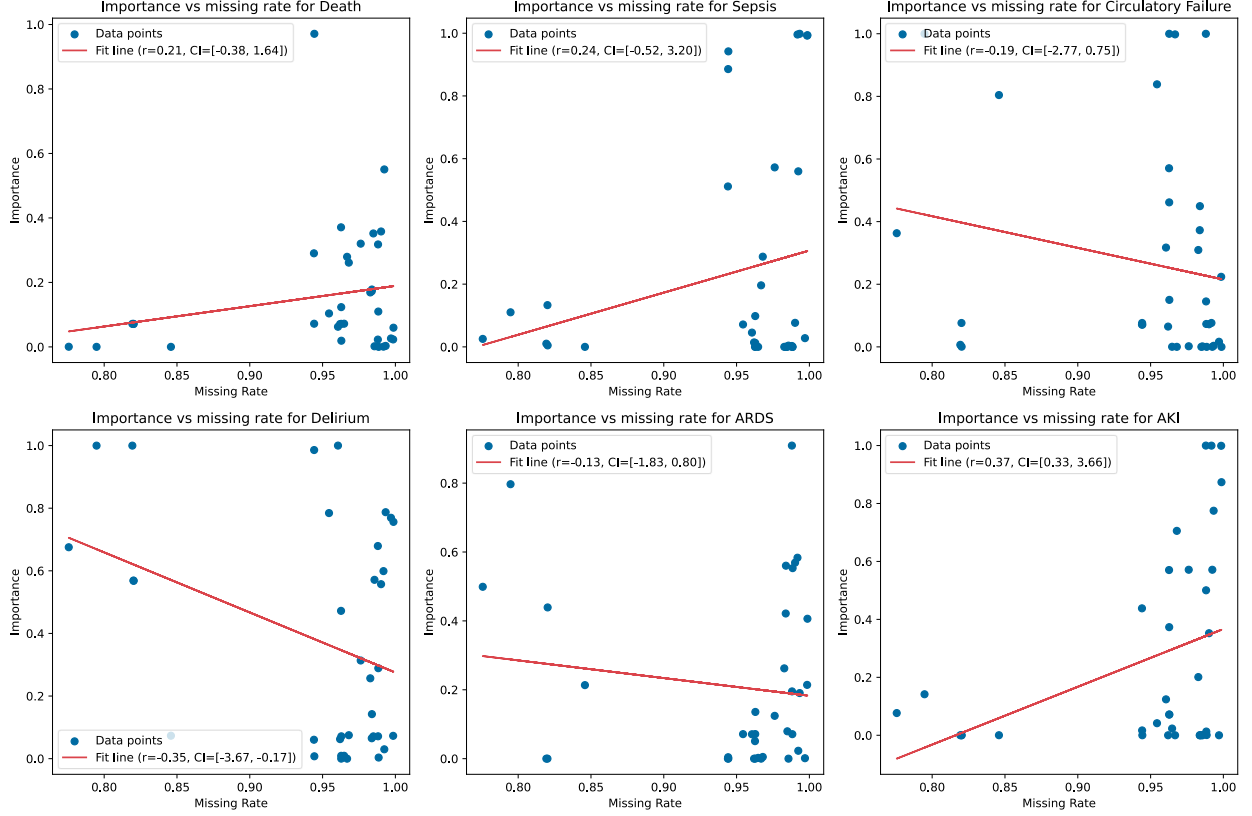 Importance vs missing rate for Death
Importance vs missing rate for Sepsis
Importance vs missing rate for Circulatory Failure
1.0
0.8
0.6
0.4
0.2
0.0
Importance
Data points
Fit line (r=0.21, CI=[-0.38, 1.64])
0.80
0.85
0.90
0.95
1.00
Missing Rate
1.0
0.8
0.6
0.4
0.2
0.0
Importance
Data points
Fit line (r=0.24, CI=[-0.52, 3.20])
0.80
0.85
0.90
0.95
1.00
Missing Rate
1.0
0.8
0.6
0.4
0.2
0.0
Importance
Data points
Fit line (r=-0.19, CI=[-2.77, 0.75])
0.80
0.85
0.90
0.95
1.00
Missing Rate
Importance vs missing rate for Delirium
Importance vs missing rate for ARDS
Importance vs missing rate for AKI
1.0
0.8
0.6
0.4
0.2
0.0
Importance
Data points
Fit line (r=-0.35, CI=[-3.67, -0.17])
0.80
0.85
0.90
0.95
1.00
Missing Rate
0.8
0.6
0.4
0.2
0.0
Importance
Data points
Fit line (r=-0.13, CI=[-1.83, 0.80])
0.80
0.85
0.90
0.95
1.00
Missing Rate
1.0
0.8
0.6
0.4
0.2
0.0
Importance
Data points
Fit line (r=0.37, CI=[0.33, 3.66])
0.80
0.85
0.90
0.95
1.00
Missing Rate